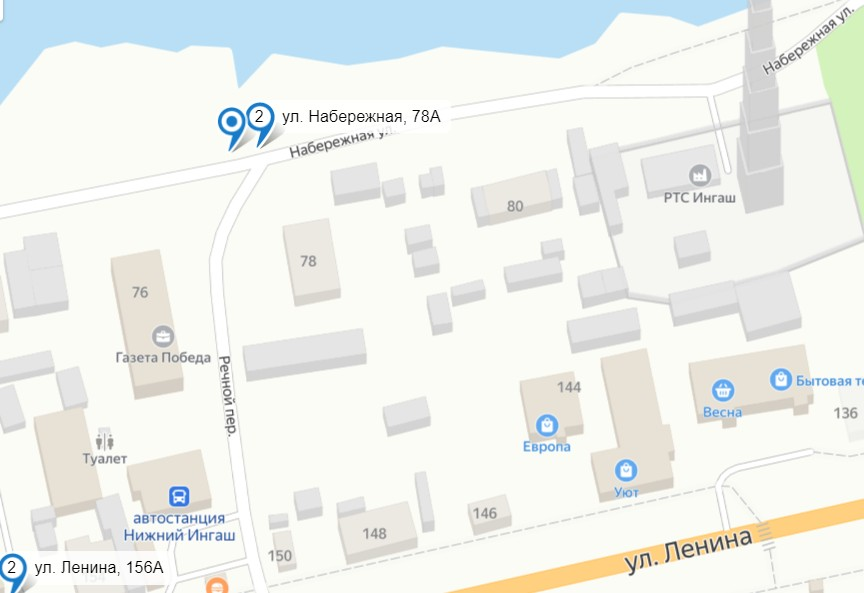 Набережная ул.
2
ул. Набережная, 78А
Набережная ул.
РТС Ингаш
80
78
76
Газета Победа
Речной пер.
144
Бытовая те
Весна
136
Европа
Туалет
Уют
автостанция
Нижний Ингаш
146
148
150
ул. Ленина
2
ул. Ленина, 156А
154